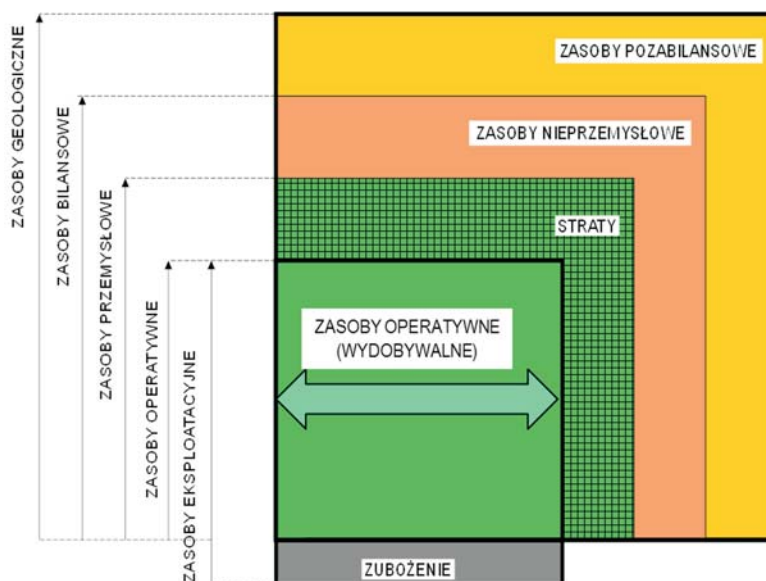 ZASOBY GEOLOGICZNE
ZASOBY BILANSOWE
ZASOBY PRZEMYSŁOWE
ZASOBY OPERATYWNE
ZASOBY EKSPLOATACYJNE
ZASOBY POZABILANSOWE
ZASOBY NIEPRZEMYSŁOWE
STRATY
ZASOBY OPERATYWNE
(WYDOBYWALNE)
ZUBOŻENIE